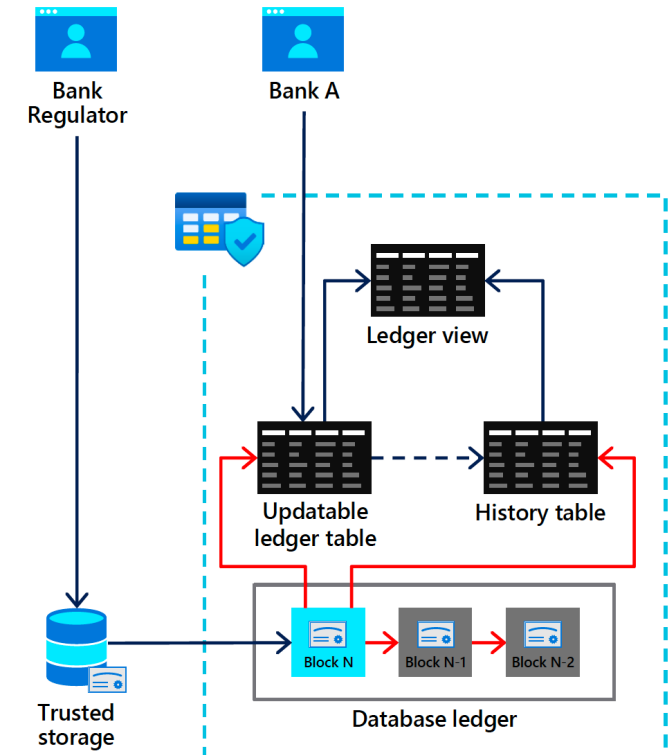 Bank
Regulator
Bank A
Ledger view
Updatable
ledger table
History table
Block N
Block N-1
Block N-2
Trusted
storage
Database ledger